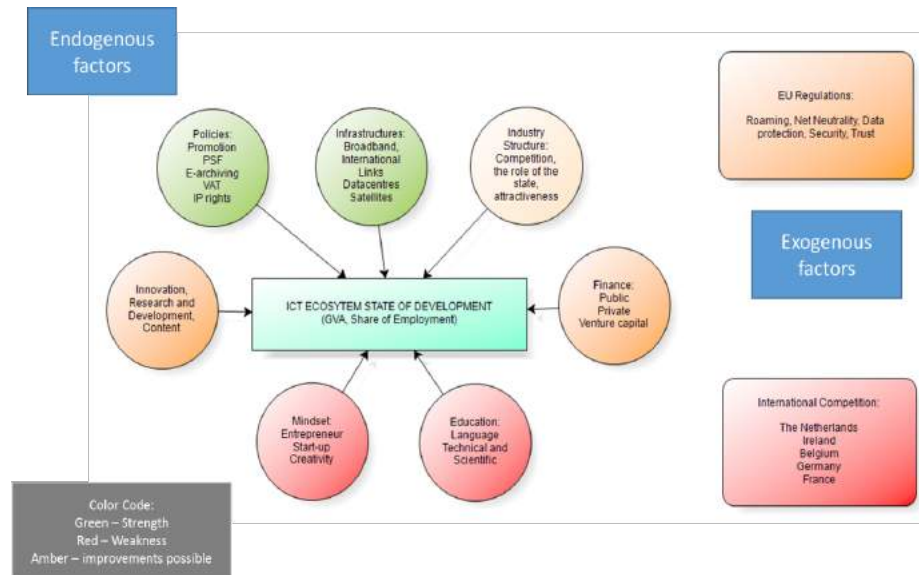 Endogenous
factors
Policies:
Promotion
PSF
E-archiving
VAT
IP rights
Infrastructures:
Broadband,
International
Links
Datacentres
Satellites
Industry
Structure:
Competition,
the role of the
state,
attractiveness
EU Regulations:
Roaming, Net Neutrality, Data
protection, Security, Trust
Exogenous
factors
Innovation,
Research and
Development,
Content
ICT ECOSYTEM STATE OF DEVELOPMENT
(GVA, Share of Employment)
Finance:
Public
Private
Venture capital
Mindset:
Entrepreneur
Start-up
Creativity
Education:
Language
Technical and
Scientific
International Competition:
The Netherlands
Ireland
Belgium
Germany
France
Color Code:
Green – Strength
Red – Weakness
Amber – improvements possible